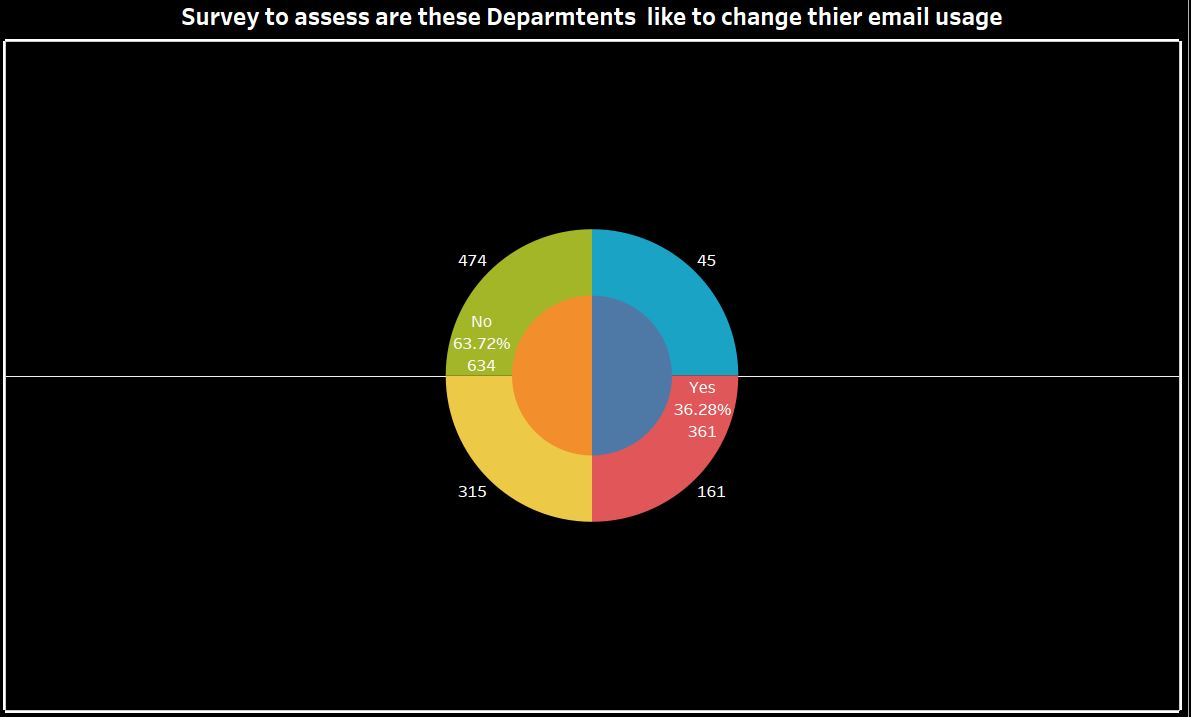 Survey to assess are these Deparmtents  like to change thier email usage
474
45
No
63.72%
634
Yes
36.28%
361
315
161